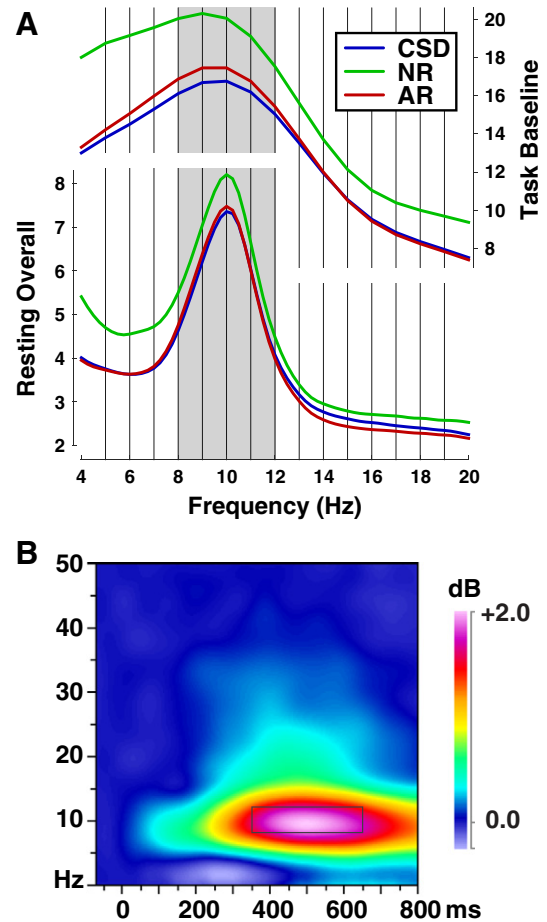 A
CSD
NR
AR
20
18
16
14
12
10
8
Task Baseline
8
7
6
5
4
3
2
Resting Overall
4 6 8 10 12 14 16 18 20
Frequency (Hz)
B
50
40
30
20
10
Hz
0 200 400 600 800 ms
dB
+2.0
0.0